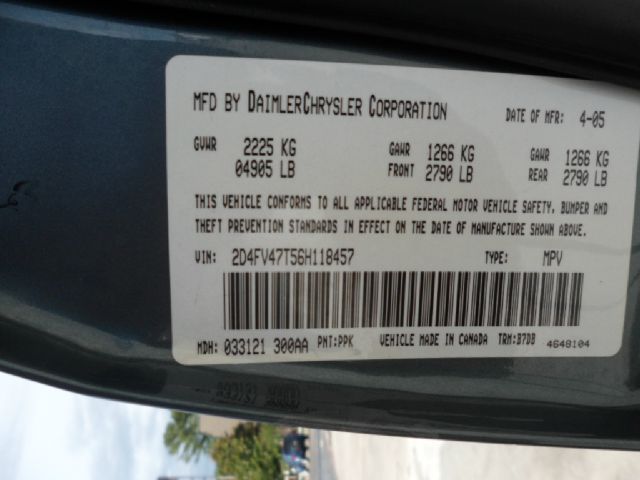 MFD BY DAIMLERCHRYSLER CORPORATION DATE OF MFR: 4-05
GVWR 2225 KG GAWR 1266 KG GAWR 1266 KG
04905 LB FRONT 2790 LB REAR 2790 LB
THIS VEHICLE CONFORMS TO ALL APPLICABLE FEDERAL MOTOR VEHICLE SAFETY, BUMPER AND
THEFT PREVENTION STANDARDS IN EFFECT ON THE DATE OF MANUFACTURE SHOWN ABOVE.
VIN: 2D4FV47T56H118457 TYPE: MPV
MDH: 033121 300AA PNT:PPK VEHICLE MADE IN CANADA TRM:B7DB 4648104